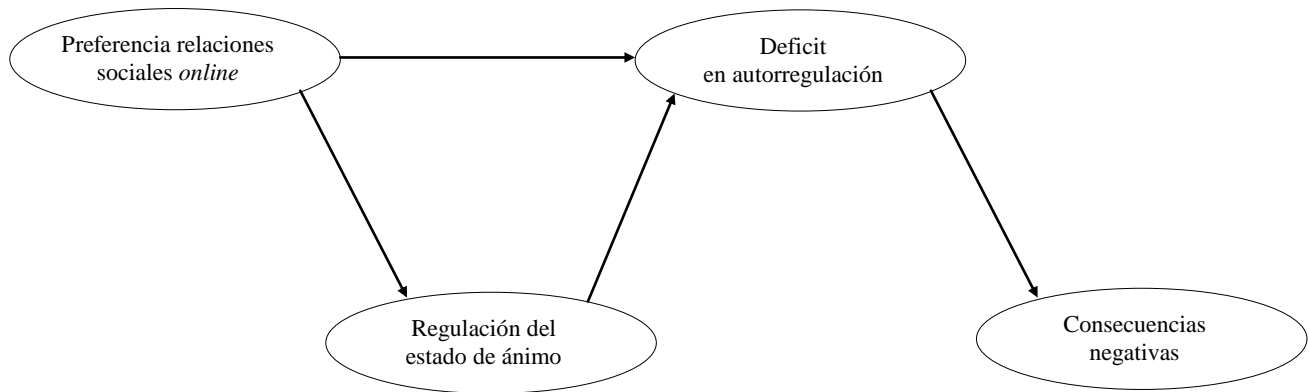 Preferencia relaciones
sociales online
Deficit
en autorregulación
Regulación del
estado de ánimo
Consecuencias
negativas